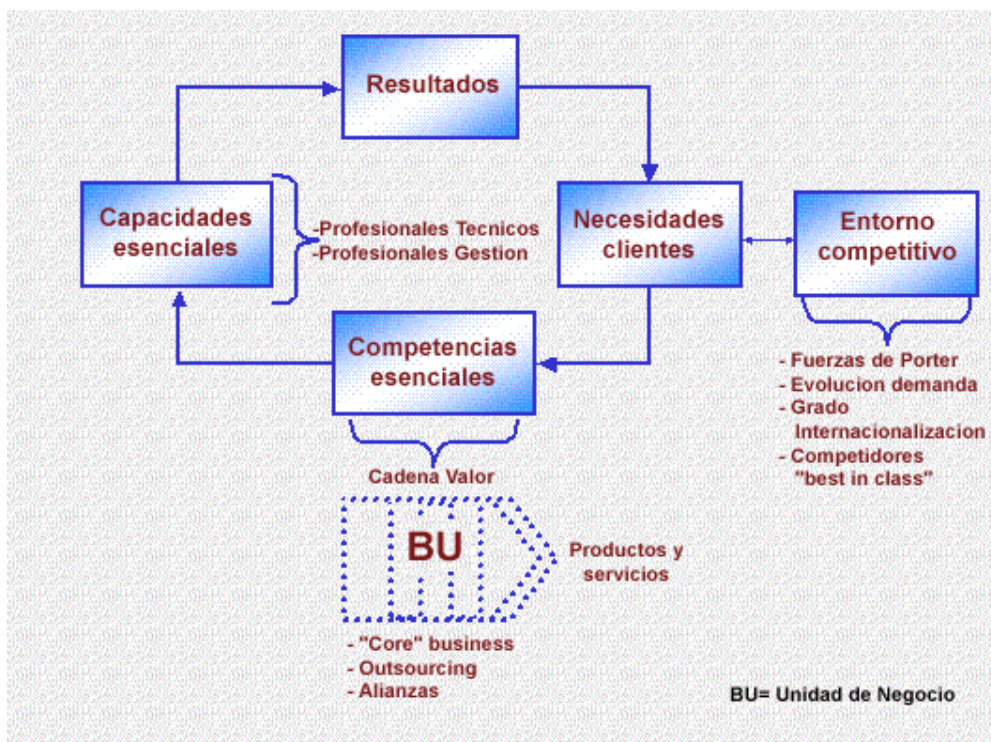 Resultados
Capacidades
esenciales
-Profesionales Tecnicos
-Profesionales Gestion
Necesidades
clientes
Entorno
competitivo
Competencias
esenciales
- Fuerzas de Porter
- Evolucion demanda
- Grado
Internacionalizacion
- Competidores
"best in class"
Cadena Valor
BU
Productos y
servicios
- "Core" business
- Outsourcing
- Alianzas
BU= Unidad de Negocio